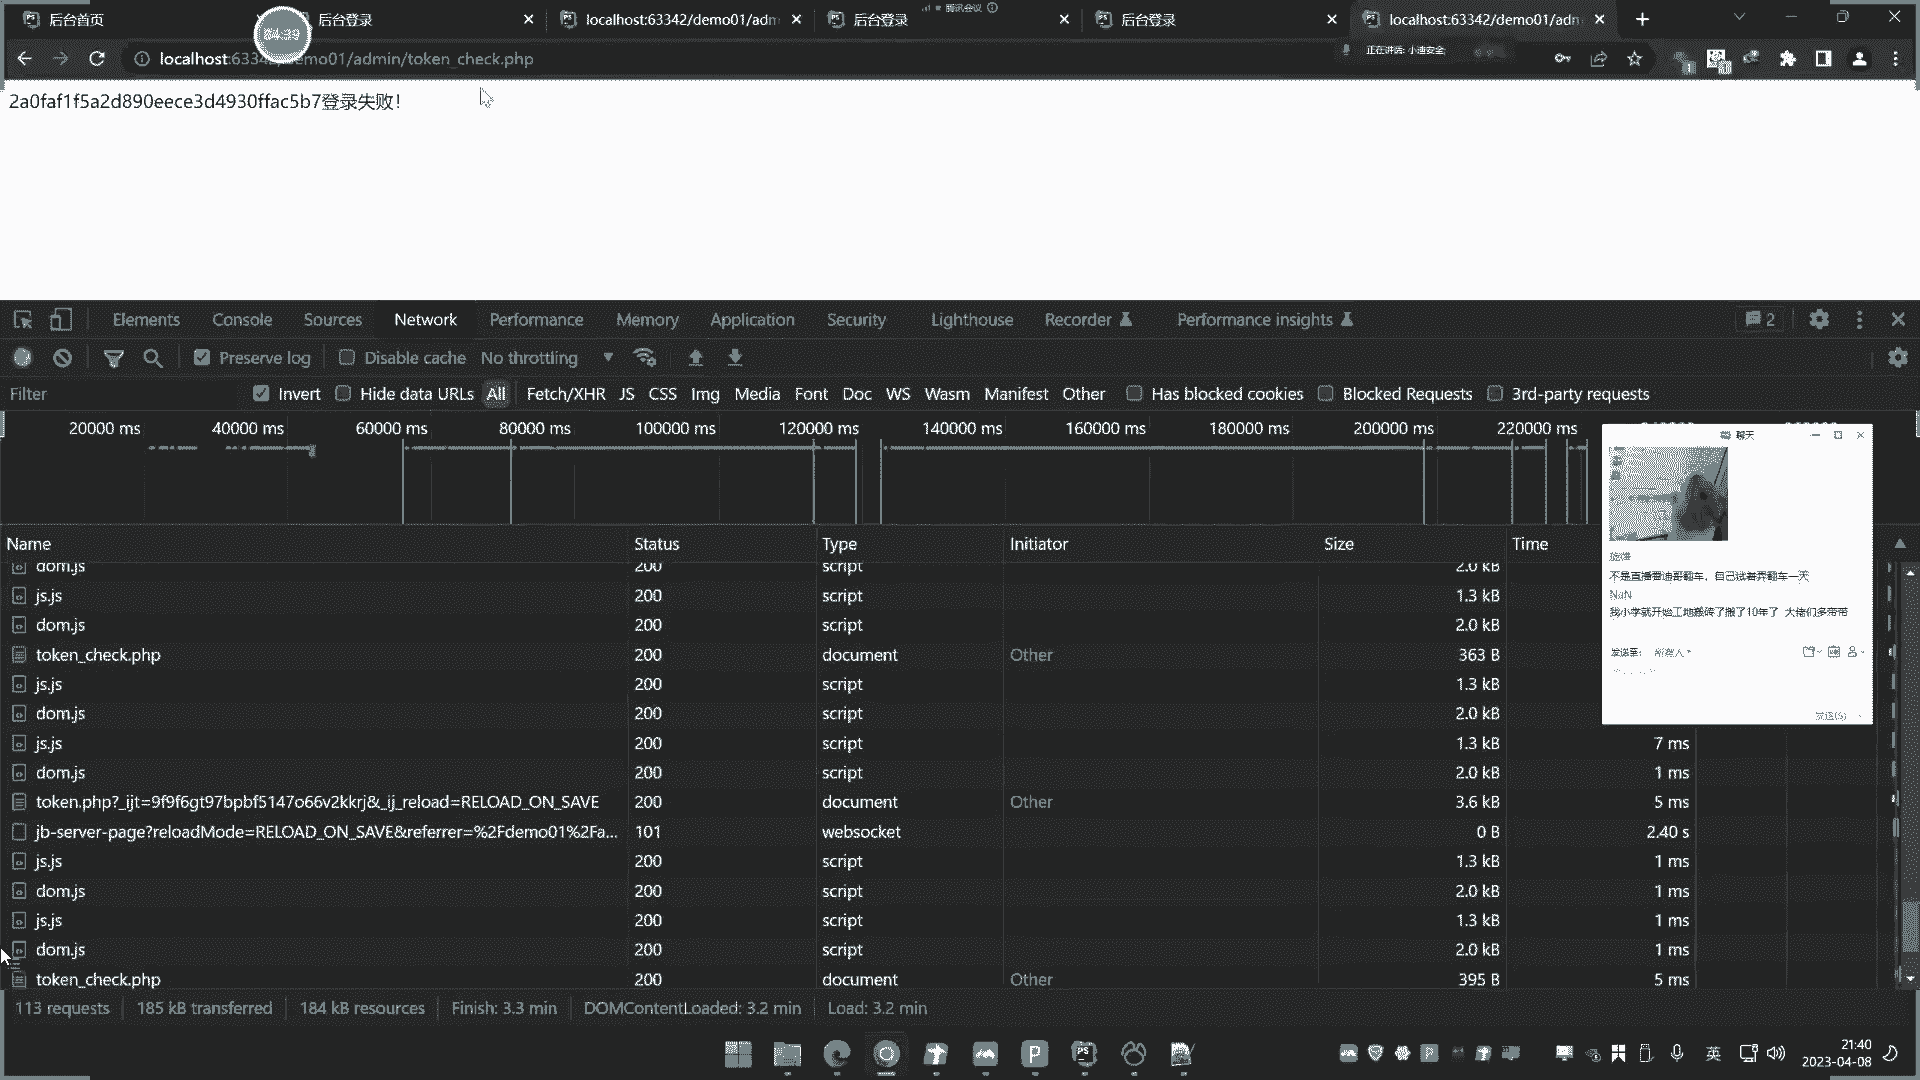 后台首页
后台登录
localhost:63342/demo01/adm
后台登录
后台登录
localhost:63342/demo01/adm
腾讯会议
84:39
localhost:6334
emo01/admin/token_check.php
正在讲话: 小迪安全;
2a0faf1f5a2d890eece3d4930ffac5b7登录失败!
Elements Console Sources Network Performance Memory Application Security Lighthouse Recorder Performance insights 2
Preserve log Disable cache No throttling
Filter Invert Hide data URLs All Fetch/XHR JS CSS Img Media Font Doc WS Wasm Manifest Other Has blocked cookies Blocked Requests 3rd-party requests
20000 ms 40000 ms 60000 ms 80000 ms 100000 ms 120000 ms 140000 ms 160000 ms 180000 ms 200000 ms 220000 ms
Name Status Type Initiator Size Time
dom.js 200 script 2.0 kB
js.js 200 script 1.3 kB
dom.js 200 script 2.0 kB
token_check.php 200 document Other 363 B
js.js 200 script 1.3 kB
dom.js 200 script 2.0 kB
js.js 200 script 1.3 kB 7 ms
dom.js 200 script 2.0 kB 1 ms
token.php?_ijt=9f9f6gt97bpbf5147o66v2kkrj&_ij_reload=RELOAD_ON_SAVE 200 document Other 3.6 kB 5 ms
jb-server-page?reloadMode=RELOAD_ON_SAVE&referrer=%2Fdemo01%2Fa... 101 websocket 0 B 2.40 s
js.js 200 script 1.3 kB 1 ms
dom.js 200 script 2.0 kB 1 ms
js.js 200 script 1.3 kB 1 ms
dom.js 200 script 2.0 kB 1 ms
token_check.php 200 document Other 395 B 5 ms
113 requests 185 kB transferred 184 kB resources Finish: 3.3 min DOMContentLoaded: 3.2 min Load: 3.2 min
聊天
不是直播看迪哥翻车，自己试着弄翻车一天
NaN
我小学就开始工地搬砖了搬了10年了 大佬们多带带
发送至: 所有人
发送(S)
英
21:40
2023-04-08